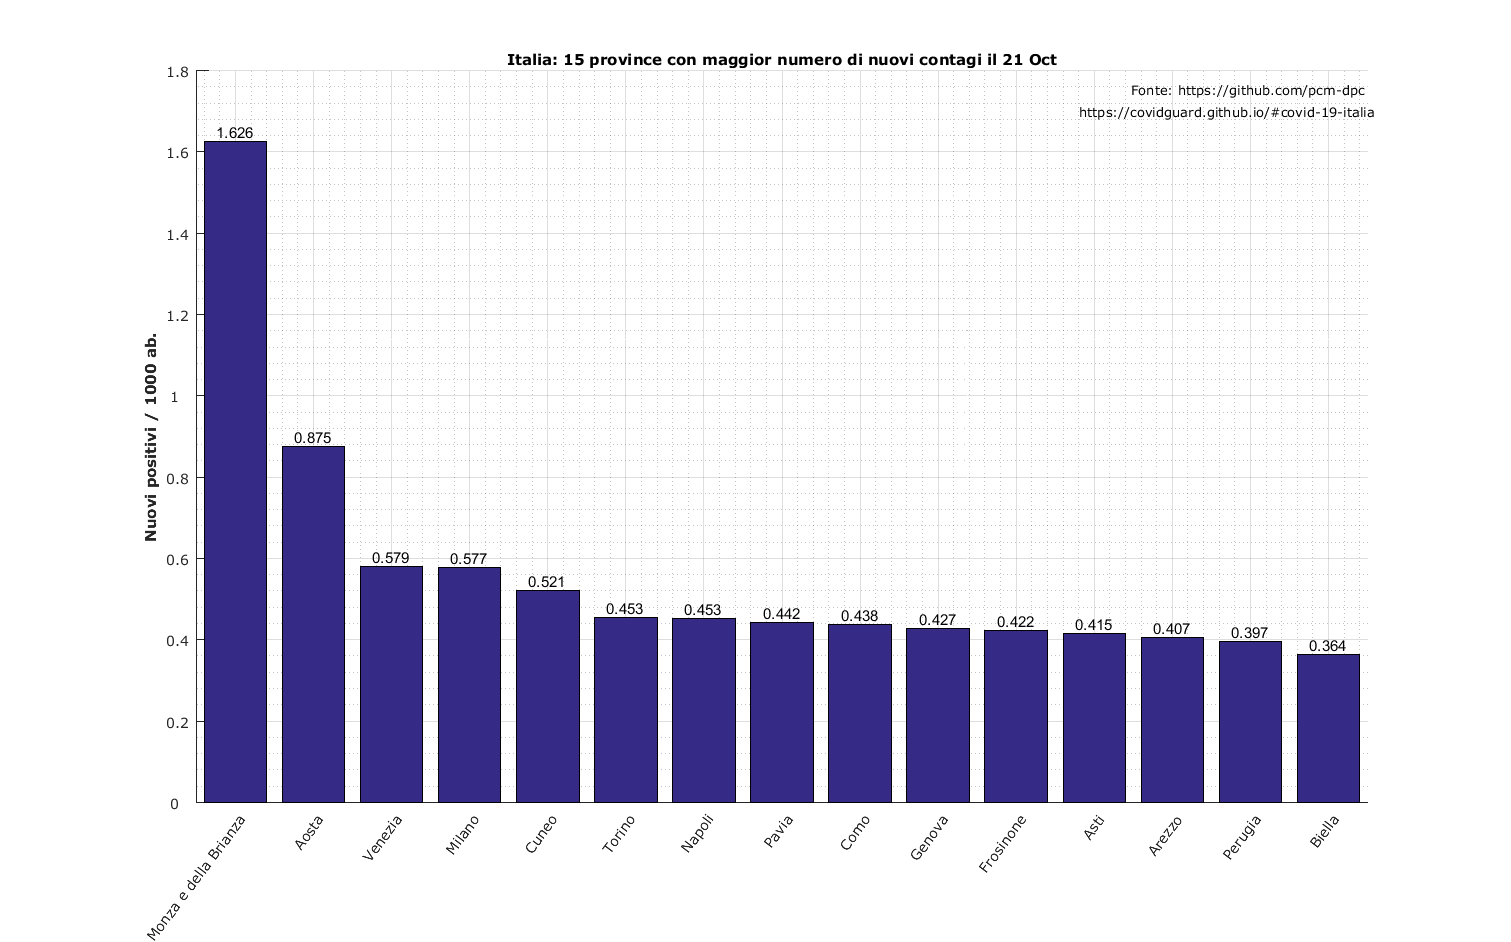 Italia: 15 province con maggior numero di nuovi contagi il 21 Oct
Fonte: https://github.com/pcm-dpc
https://covidguard.github.io/#covid-19-italia
Nuovi positivi / 1000 ab.
1.8
1.6
1.4
1.2
1
0.8
0.6
0.4
0.2
0
1.626
0.875
0.579
0.577
0.521
0.453
0.453
0.442
0.438
0.427
0.422
0.415
0.407
0.397
0.364
Monza e della Brianza
Aosta
Venezia
Milano
Cuneo
Torino
Napoli
Pavia
Como
Genova
Frosinone
Asti
Arezzo
Perugia
Biella